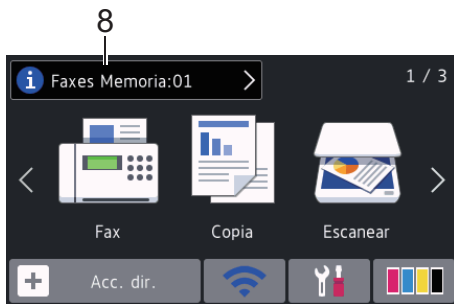 8
Faxes Memoria:01
1 / 3
Fax Copia Escanear
Acc. dir.